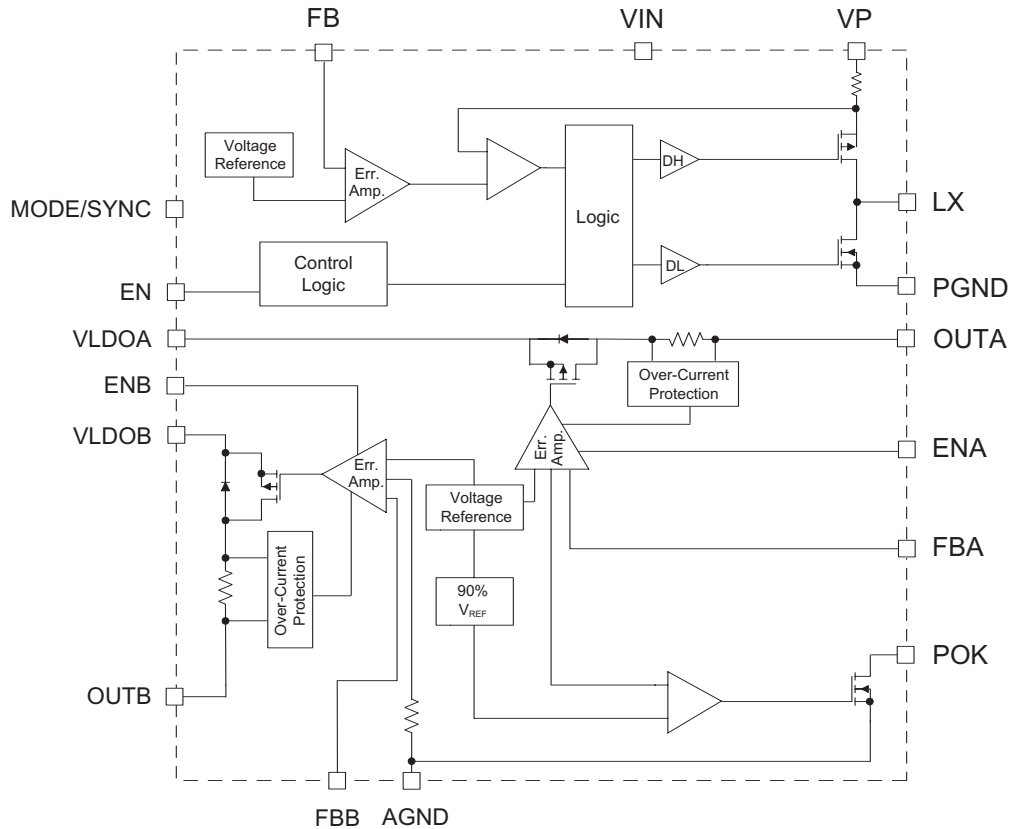 FB
VIN
VP
Voltage
Reference
Err.
Amp.
DH
MODE/SYNC
LX
Logic
Control
Logic
DL
EN
PGND
VLDOA
OUTA
Over-Current
Protection
ENB
VLDOB
Err.
Amp.
Err.
Amp.
ENA
Voltage
Reference
FBA
Over-Current
Protection
90%
VREF
POK
OUTB
FBB
AGND